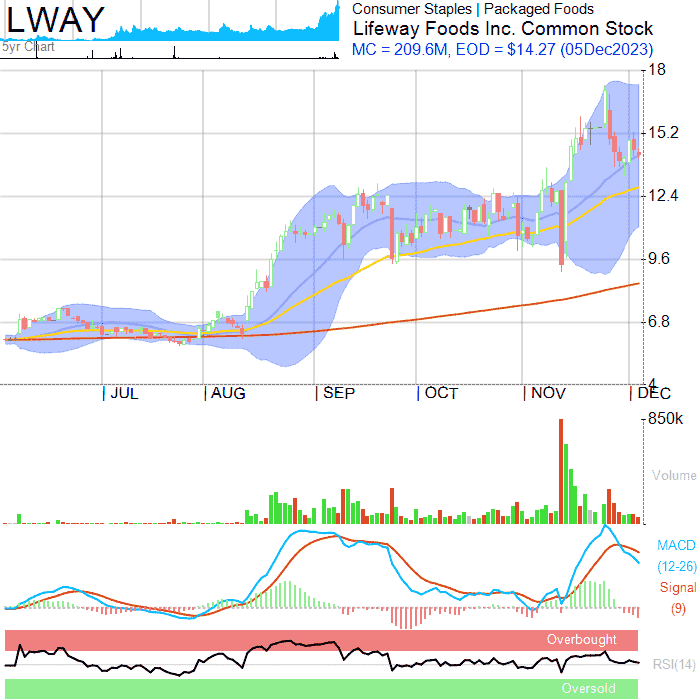 LWAY
5yr Chart
Consumer Staples | Packaged Foods
Lifeway Foods Inc. Common Stock
MC = 209.6M, EOD = $14.27 (05Dec2023)
18
15.2
12.4
9.6
6.8
4
JUL
AUG
SEP
OCT
NOV
DEC
850k
Volume
MACD
(12-26)
Signal
(9)
Overbought
RSI(14)
Oversold